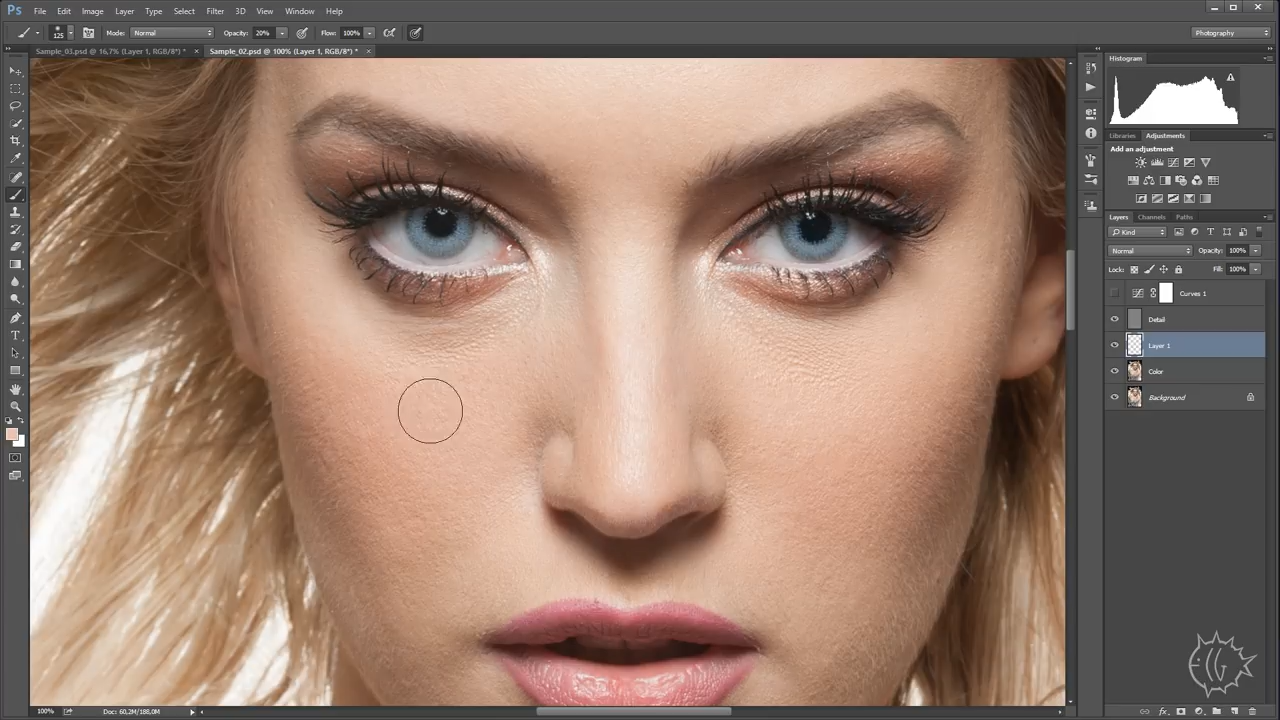 Ps File Edit Image Layer Type Select Filter 3D View Window Help
125 Mode: Normal Opacity: 20% Flow: 100% Photography
Sample_03.psd @ 16,7% (Layer 1, RGB/8*) * × Sample_02.psd @ 100% (Layer 1, RGB/8*) * ×
Histogram
Libraries Adjustments
Add an adjustment
Layers Channels Paths
Kind
Normal Opacity: 100%
Lock: Fill: 100%
Curves 1
Detail
Layer 1
Color
Background
100% Doc: 60,2M/188,0M